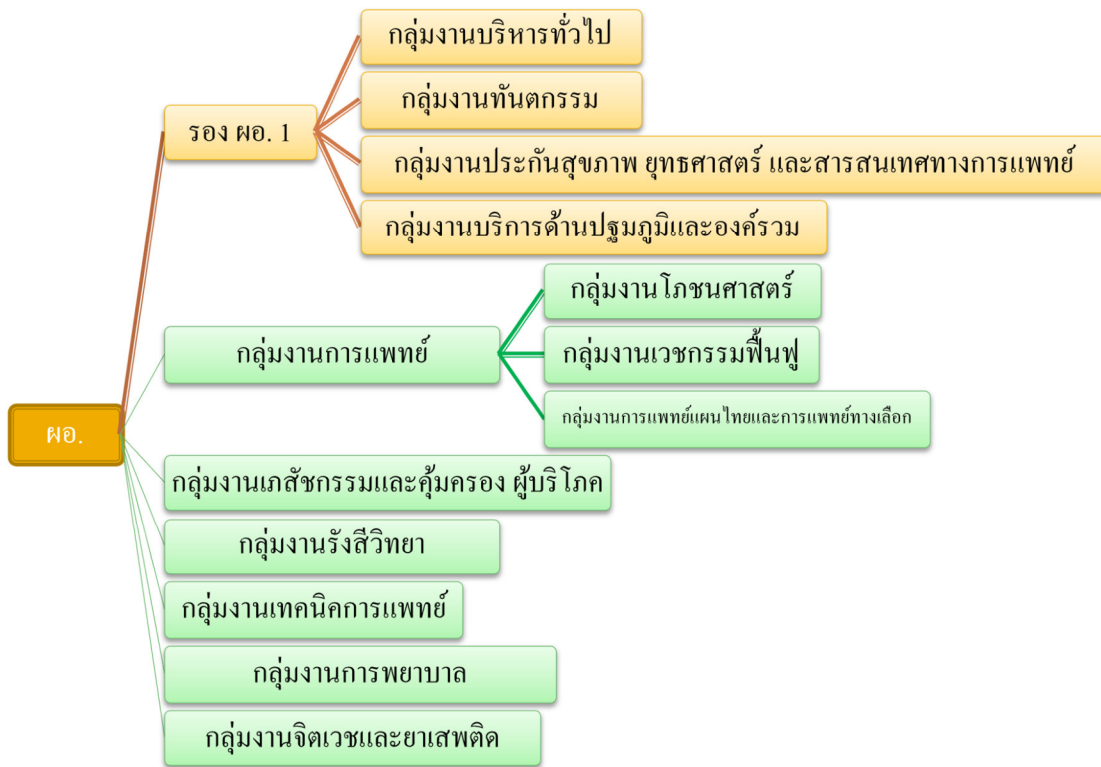 กลุ่มงานบริหารทั่วไป
กลุ่มงานทันตกรรม
รอง ผอ. 1
กลุ่มงานประกันสุขภาพ ยุทธศาสตร์ และสารสนเทศทางการแพทย์
กลุ่มงานบริการด้านปฐมภูมิและองค์รวม
กลุ่มงานโภชนศาสตร์
กลุ่มงานการแพทย์
กลุ่มงานเวชกรรมฟื้นฟู
กลุ่มงานการแพทย์แผนไทยและการแพทย์ทางเลือก
ผอ.
กลุ่มงานเภสัชกรรมและคุ้มครอง ผู้บริโภค
กลุ่มงานรังสีวิทยา
กลุ่มงานเทคนิคการแพทย์
กลุ่มงานการพยาบาล
กลุ่มงานจิตเวชและยาเสพติด